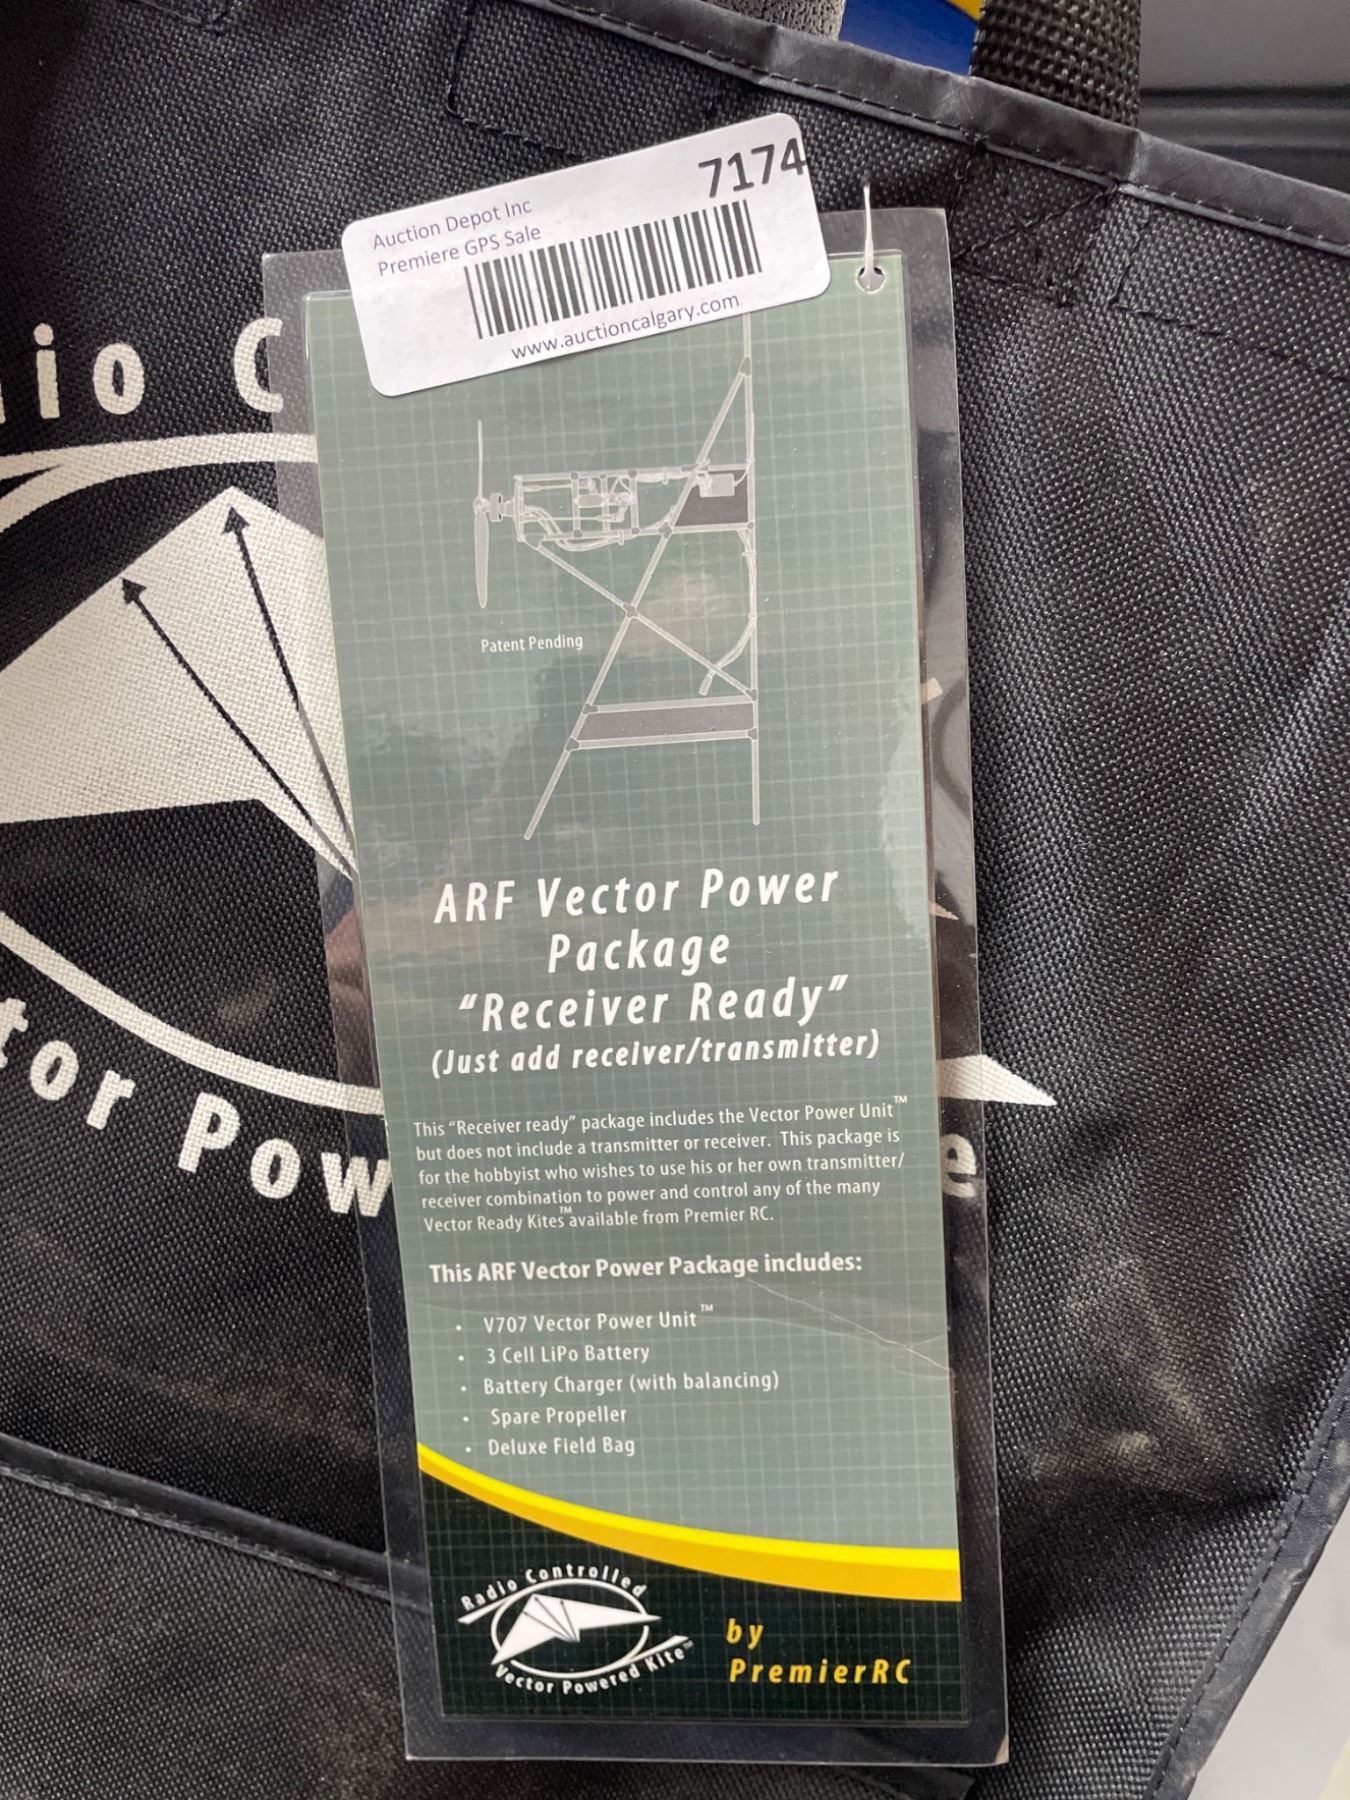 7174
Auction Depot Inc
Premiere GPS Sale
www.auctioncalgary.com
io C
Patent Pending
ARF Vector Power
Package
“Receiver Ready”
(Just add receiver/transmitter)
This “Receiver ready” package includes the Vector Power Unit™
but does not include a transmitter or receiver. This package is
for the hobbyist who wishes to use his or her own transmitter/
receiver combination to power and control any of the many
Vector Ready Kites™ available from Premier RC.
This ARF Vector Power Package includes:
• V707 Vector Power Unit™
• 3 Cell LiPo Battery
• Battery Charger (with balancing)
• Spare Propeller
• Deluxe Field Bag
Radio Controlled
Vector Powered Kite™
by
PremierRC
tor Pow e